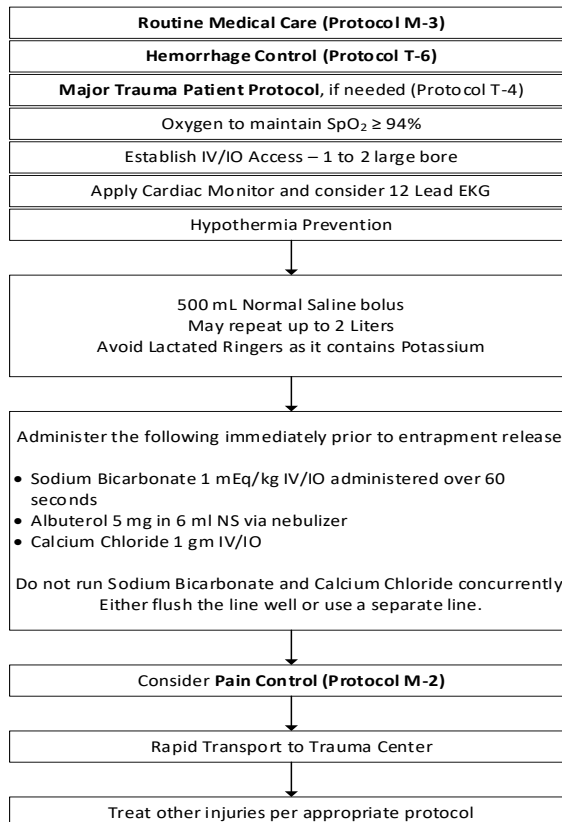 Routine Medical Care (Protocol M-3)
Hemorrhage Control (Protocol T-6)
Major Trauma Patient Protocol, if needed (Protocol T-4)
Oxygen to maintain SpO₂ ≥ 94%
Establish IV/IO Access – 1 to 2 large bore
Apply Cardiac Monitor and consider 12 Lead EKG
Hypothermia Prevention
500 mL Normal Saline bolus
May repeat up to 2 Liters
Avoid Lactated Ringers as it contains Potassium
Administer the following immediately prior to entrapment release
• Sodium Bicarbonate 1 mEq/kg IV/IO administered over 60
seconds
• Albuterol 5 mg in 6 ml NS via nebulizer
• Calcium Chloride 1 gm IV/IO
Do not run Sodium Bicarbonate and Calcium Chloride concurrently
Either flush the line well or use a separate line.
Consider Pain Control (Protocol M-2)
Rapid Transport to Trauma Center
Treat other injuries per appropriate protocol